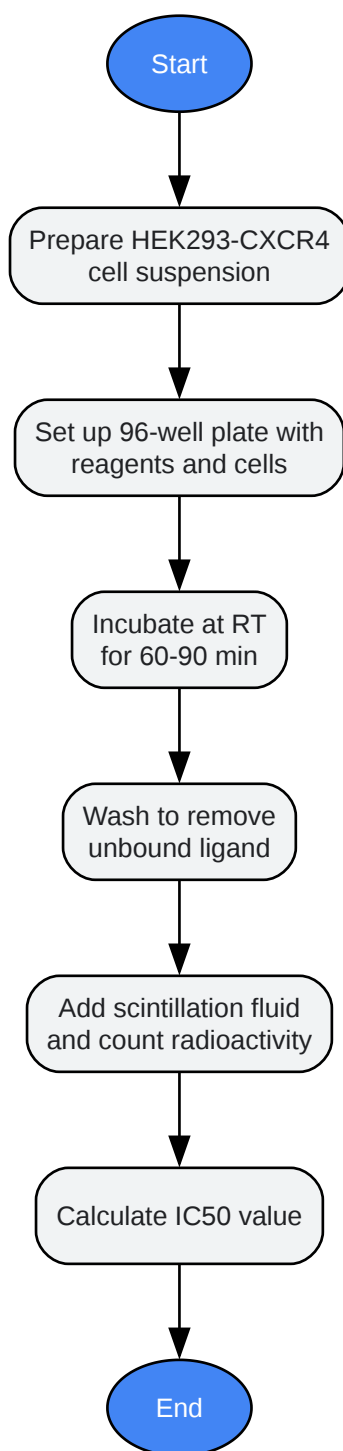 Start
Prepare HEK293-CXCR4
cell suspension
Set up 96-well plate with
reagents and cells
Incubate at RT
for 60-90 min
Wash to remove
unbound ligand
Add scintillation fluid
and count radioactivity
Calculate IC50 value
End